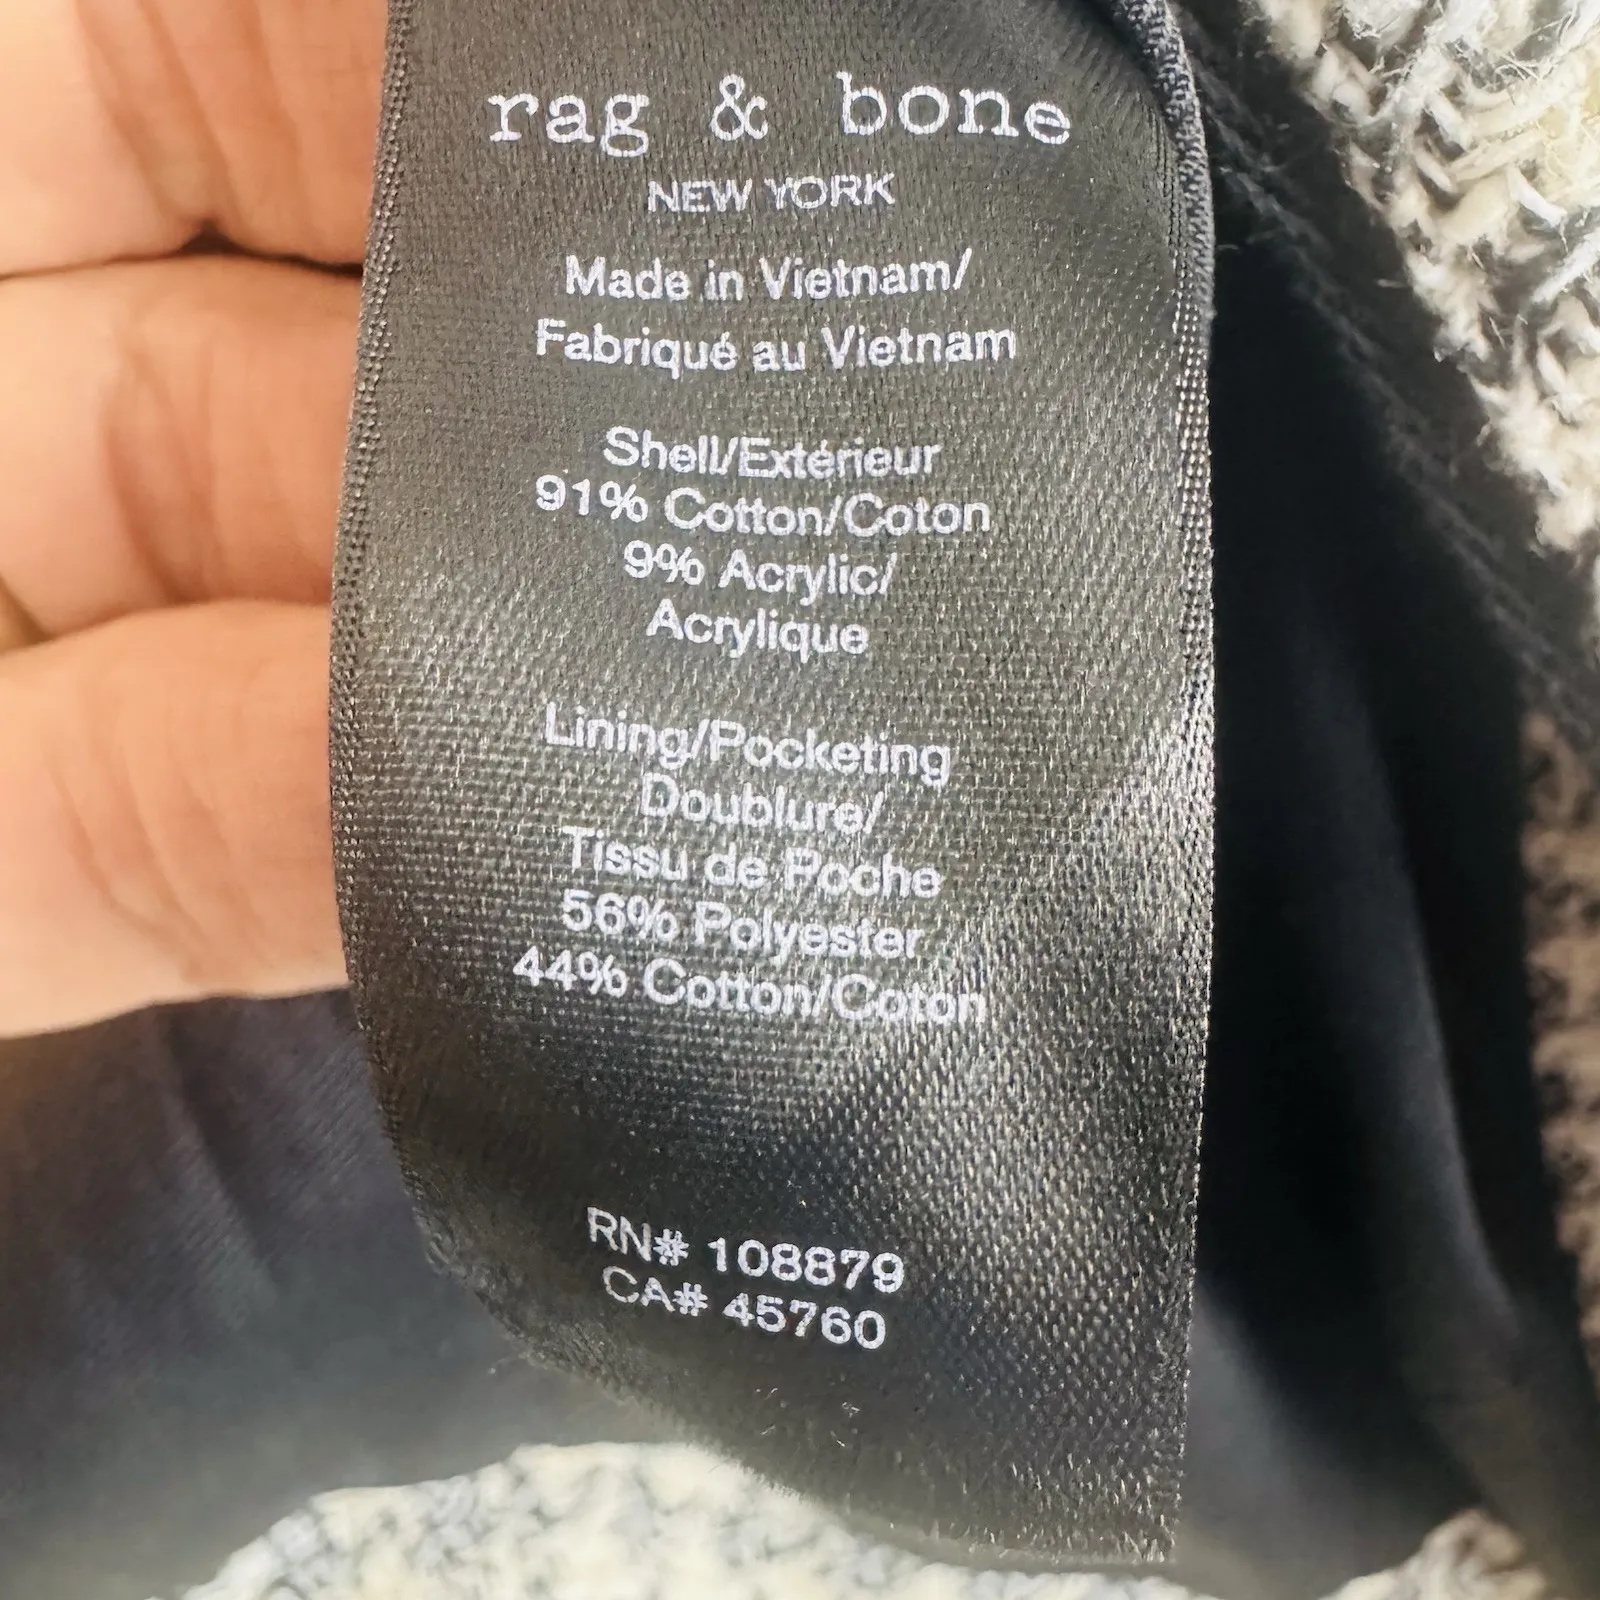 rag & bone
NEW YORK
Made in Vietnam/
Fabriqué au Vietnam
Shell/Extérieur
91% Cotton/Coton
9% Acrylic/
Acrylique
Lining/Pocketing
Doublure/
Tissu de Poche
56% Polyester
44% Cotton/Coton
RN# 108879
CA# 45760